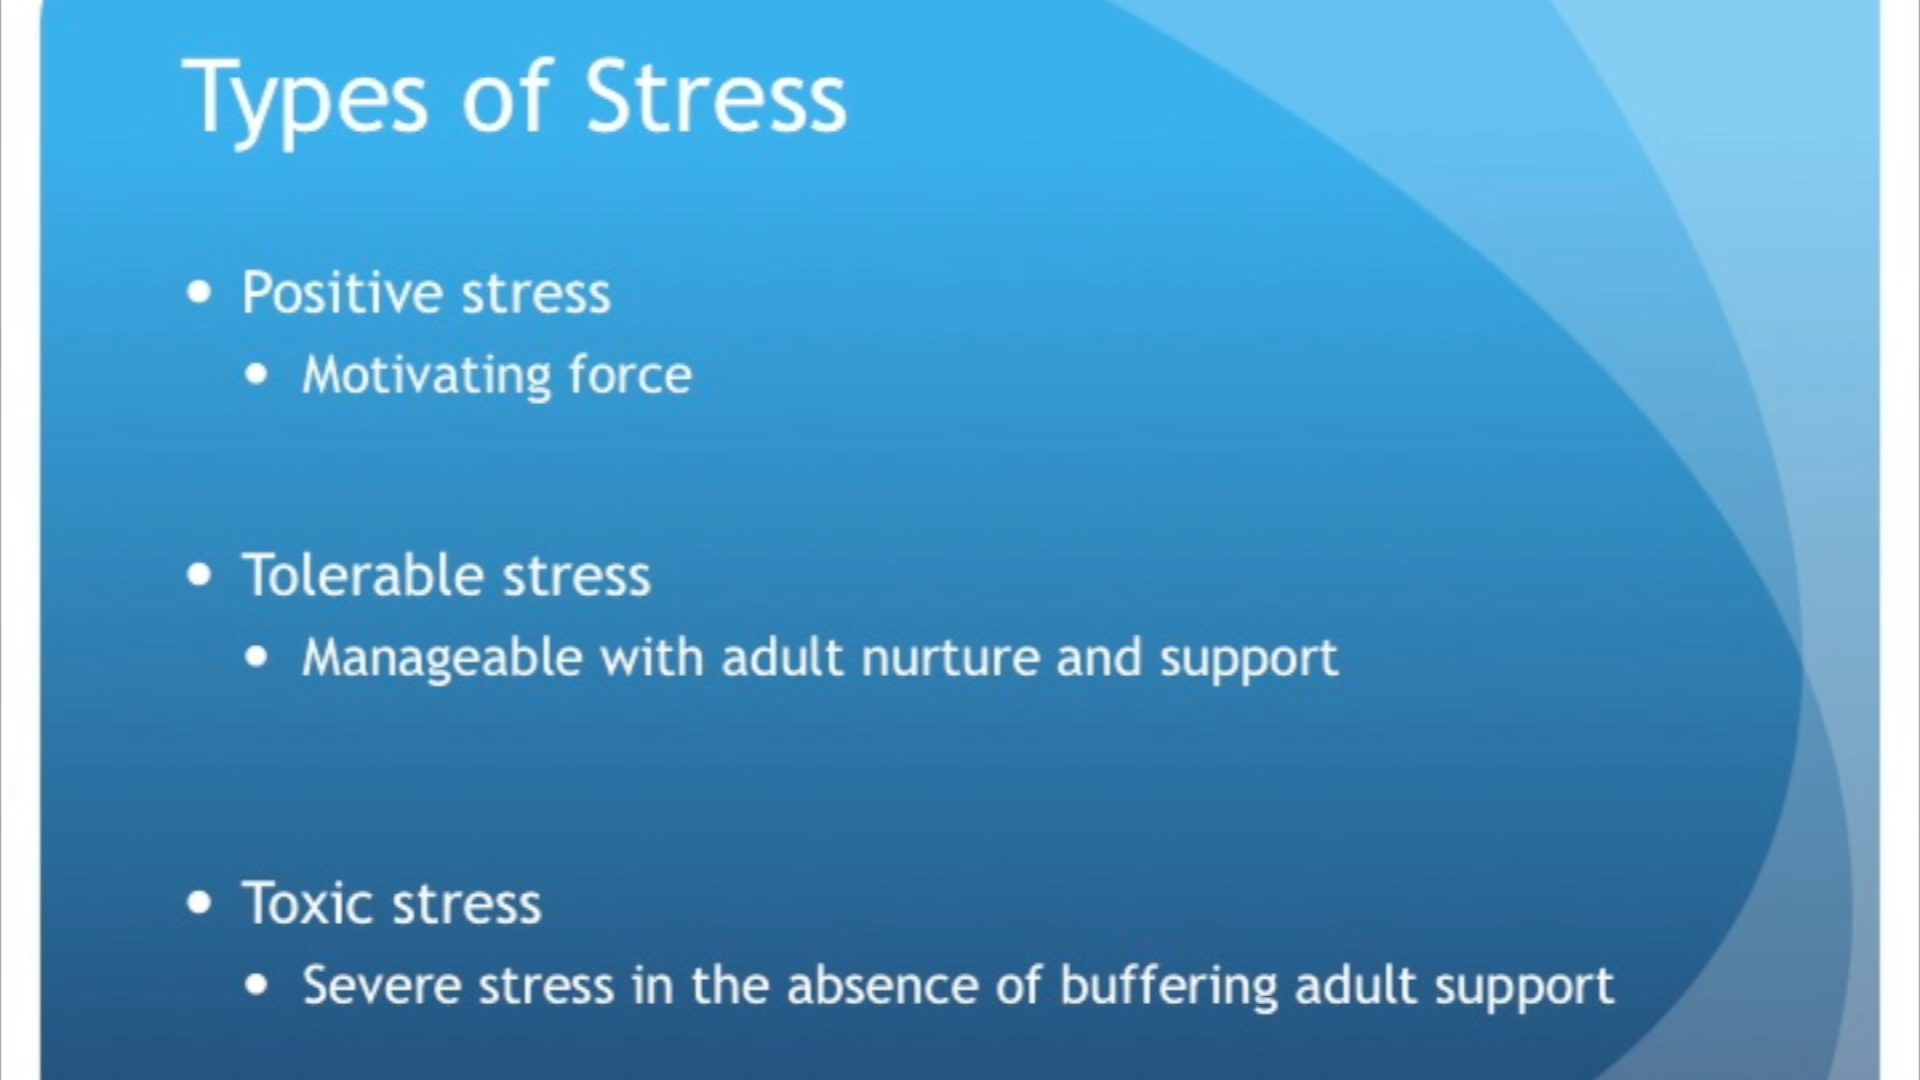 Types of Stress
• Positive stress
• Motivating force
• Tolerable stress
• Manageable with adult nurture and support
• Toxic stress
• Severe stress in the absence of buffering adult support